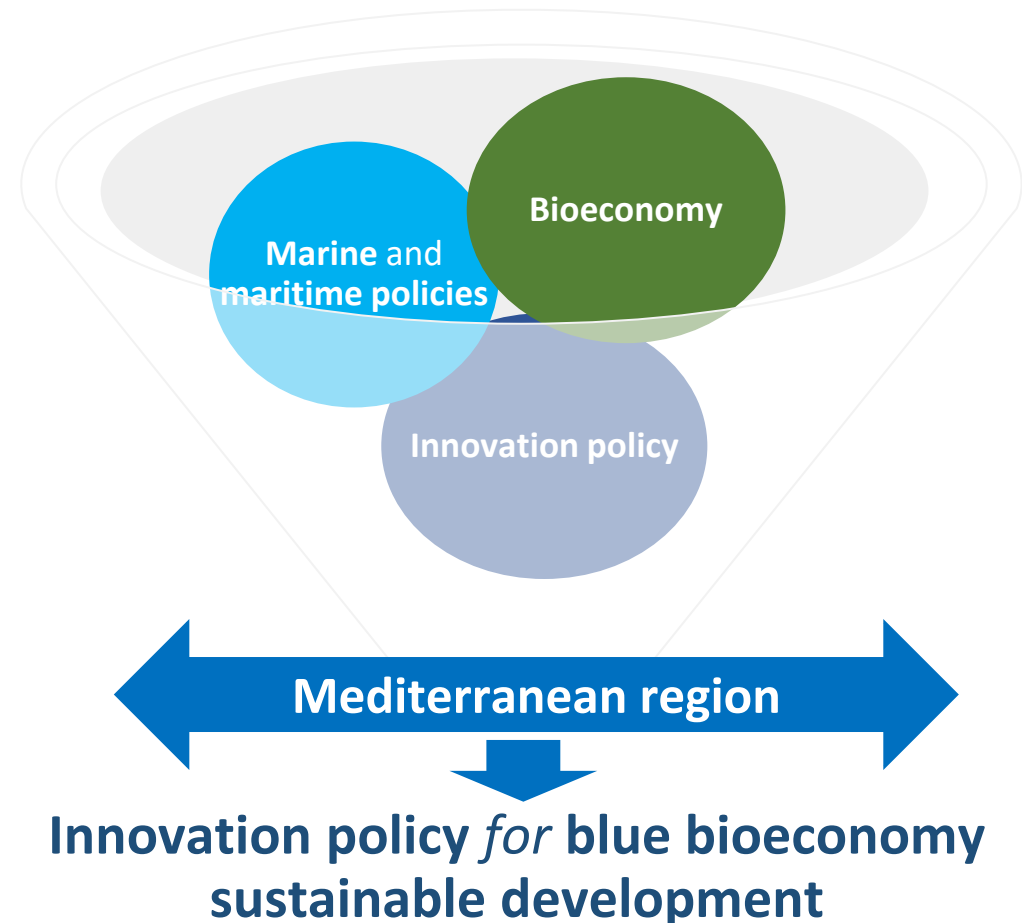 Bioeconomy
Marine and
maritime policies
Innovation policy
Mediterranean region
Innovation policy for blue bioeconomy
sustainable development